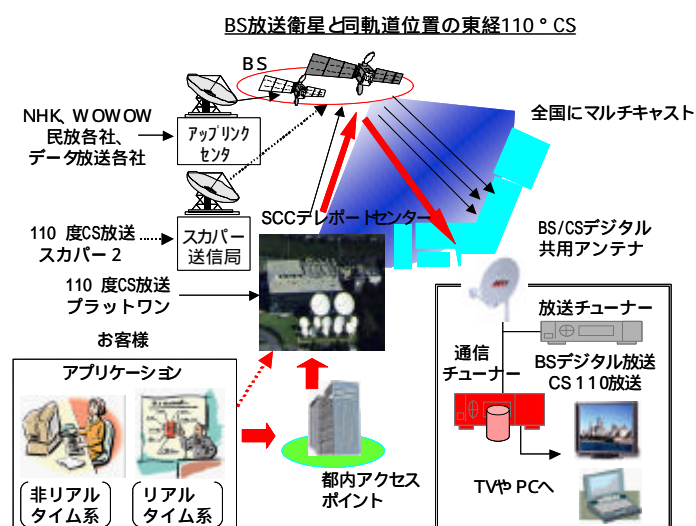 BS放送衛星と同軌道位置の東経110°CS
BS
NHK、WOWOW
民放各社、
データ放送各社
アップリンク
センタ
全国にマルチキャスト
110 度CS放送
スカパー2
スカパー
送信局
SCCテレポートセンター
BS/CSデジタル
共用アンテナ
110 度CS放送
プラットワン
お客様
アプリケーション
非リアル
タイム系
リアル
タイム系
都内アクセス
ポイント
放送チューナー
通信
チューナー
BSデジタル放送
CS110放送
TVや PCへ